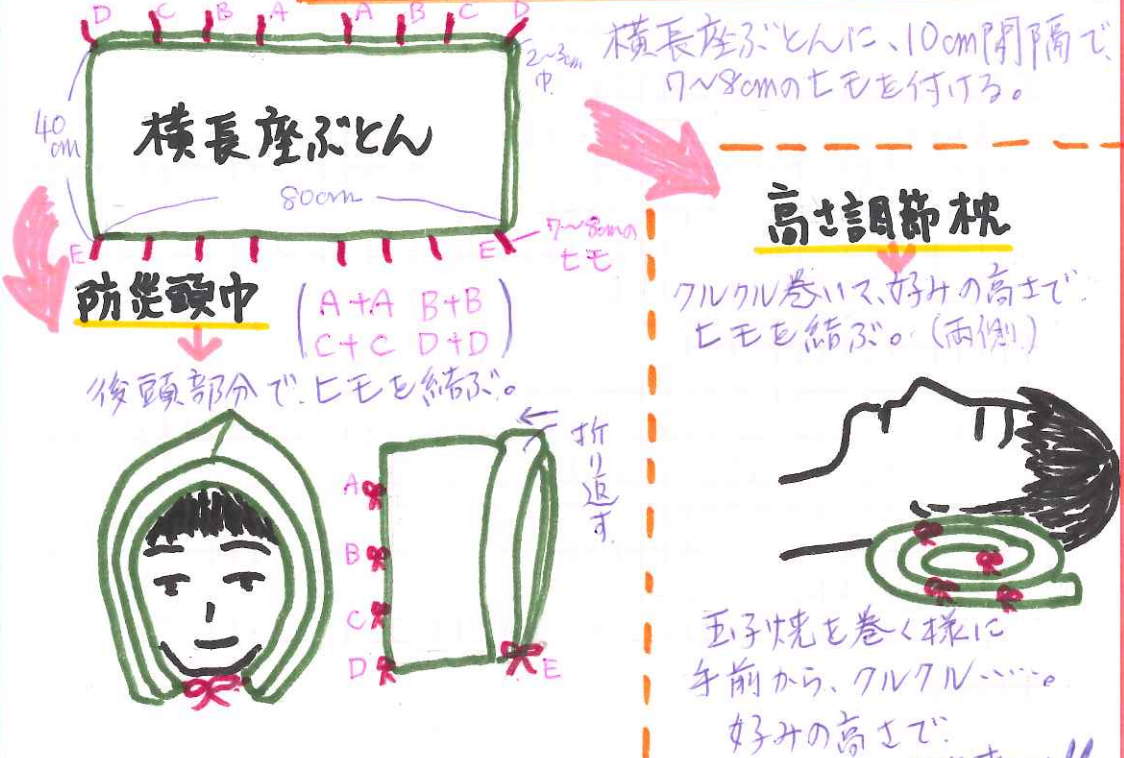 D C B A A B C D
横長座ぶとんに、10cm間隔で
7~8cmのヒモを付ける。
2~3cm
巾
40
cm
横長座ぶとん
80cm
E
E
7~8cmの
ヒモ
防災頭巾
(A+A B+B
C+C D+D)
後頭部分で、ヒモを結ぶ。
折り返す
A
B
C
D
E
高さ調節枕
クルクル巻いて、好みの高さで
ヒモを結ぶ。(両側)
玉子焼を巻く様に
手前から、クルクル……。
好みの高さで